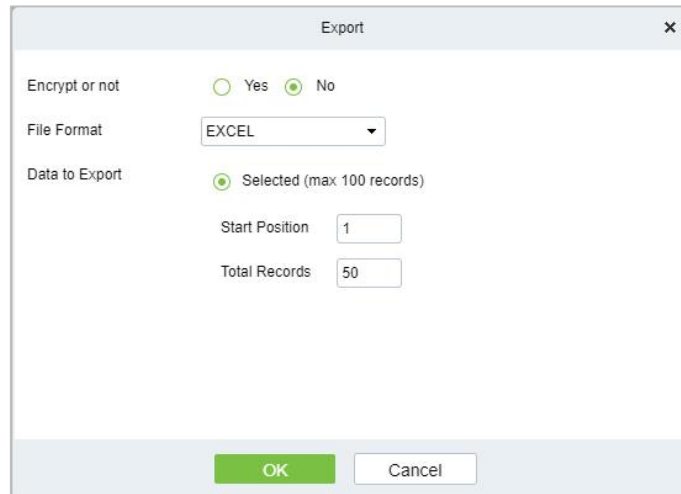 Export
Encrypt or not Yes No
File Format EXCEL
Data to Export Selected (max 100 records)
Start Position 1
Total Records 50
OK Cancel